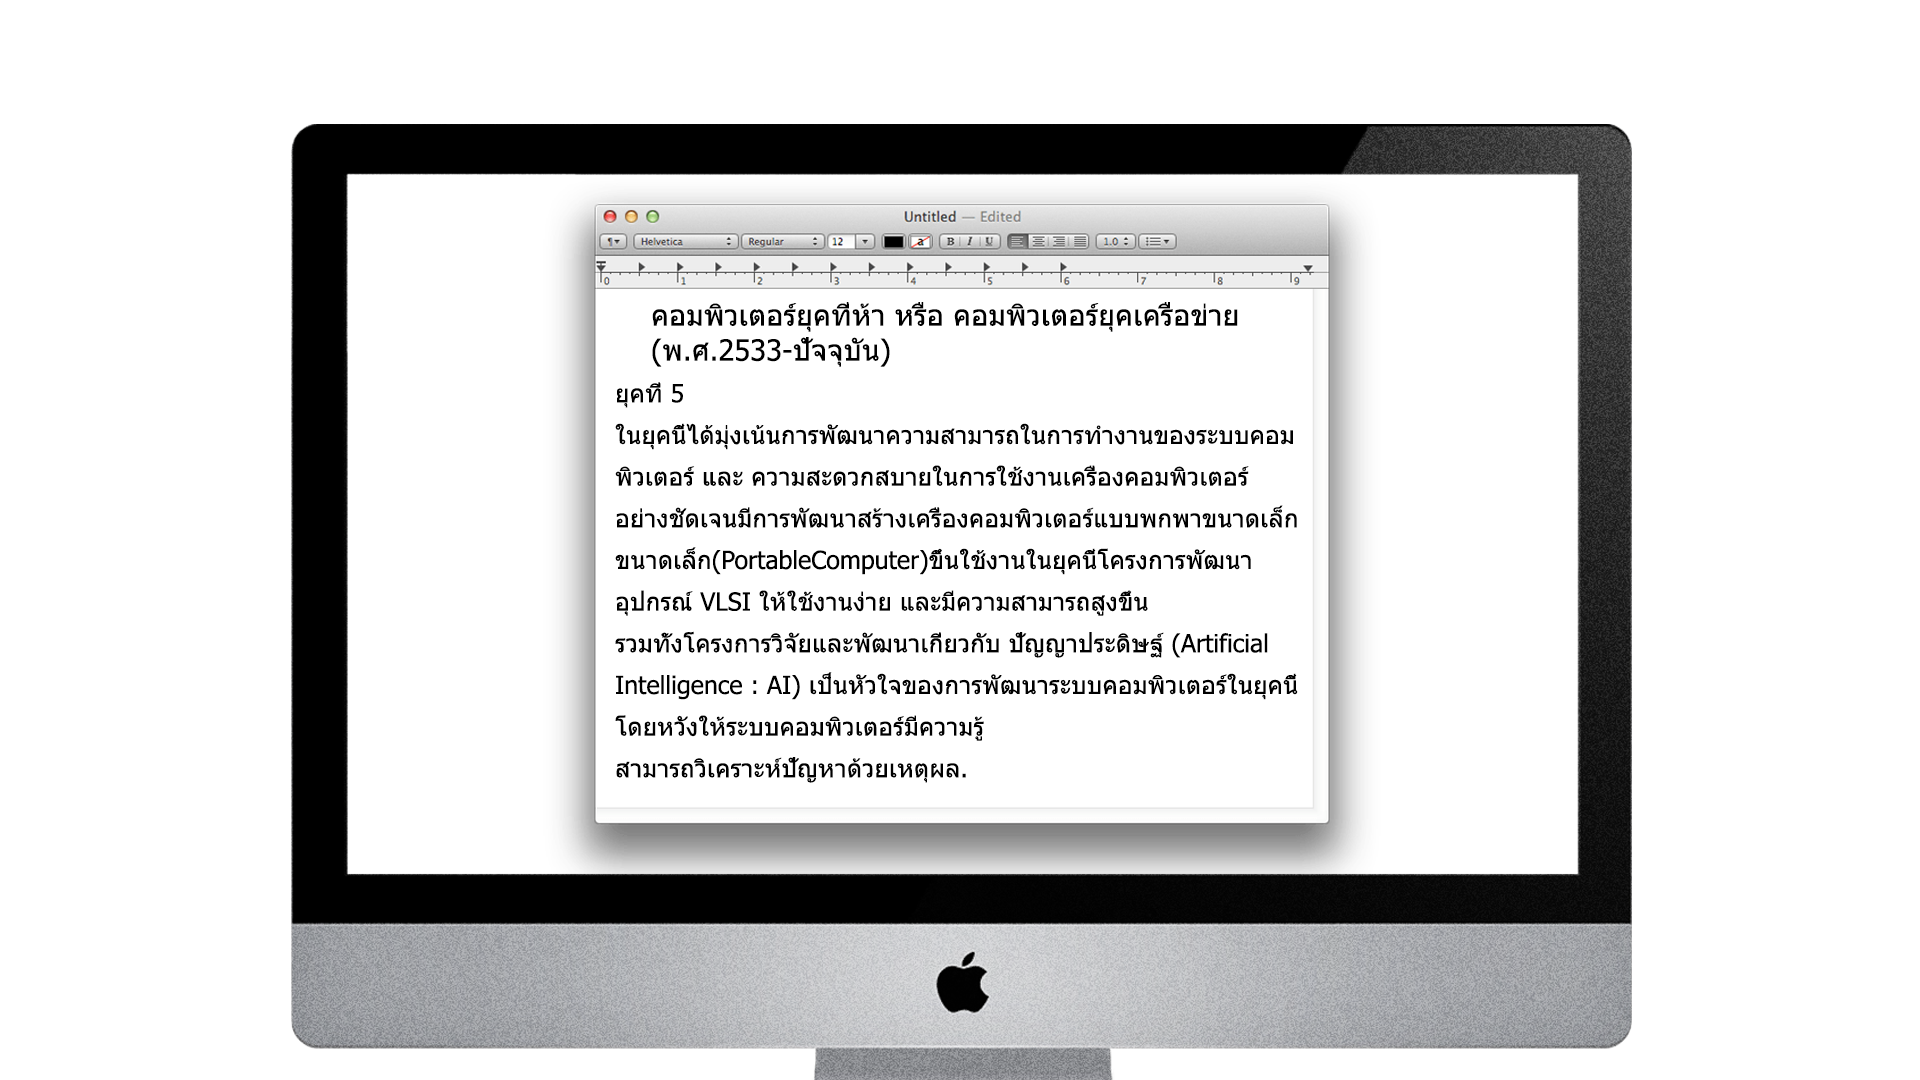 Untitled — Edited
Helvetica Regular 12 a B I U 1.0
0 1 2 3 4 5 6 7 8 9
คอมพิวเตอร์ยุคที่ห้า หรือ คอมพิวเตอร์ยุคเครือข่าย
(พ.ศ.2533-ปัจจุบัน)
ยุคที่ 5
ในยุคนี้ได้มุ่งเน้นการพัฒนาความสามารถในการทำงานของระบบคอม
พิวเตอร์ และ ความสะดวกสบายในการใช้งานเครื่องคอมพิวเตอร์
อย่างชัดเจนมีการพัฒนาสร้างเครื่องคอมพิวเตอร์แบบพกพาขนาดเล็ก
ขนาดเล็ก(PortableComputer)ขึ้นใช้งานในยุคนี้โครงการพัฒนา
อุปกรณ์ VLSI ให้ใช้งานง่าย และมีความสามารถสูงขึ้น
รวมทั้งโครงการวิจัยและพัฒนาเกี่ยวกับ ปัญญาประดิษฐ์ (Artificial
Intelligence : AI) เป็นหัวใจของการพัฒนาระบบคอมพิวเตอร์ในยุคนี้
โดยหวังให้ระบบคอมพิวเตอร์มีความรู้
สามารถวิเคราะห์ปัญหาด้วยเหตุผล.